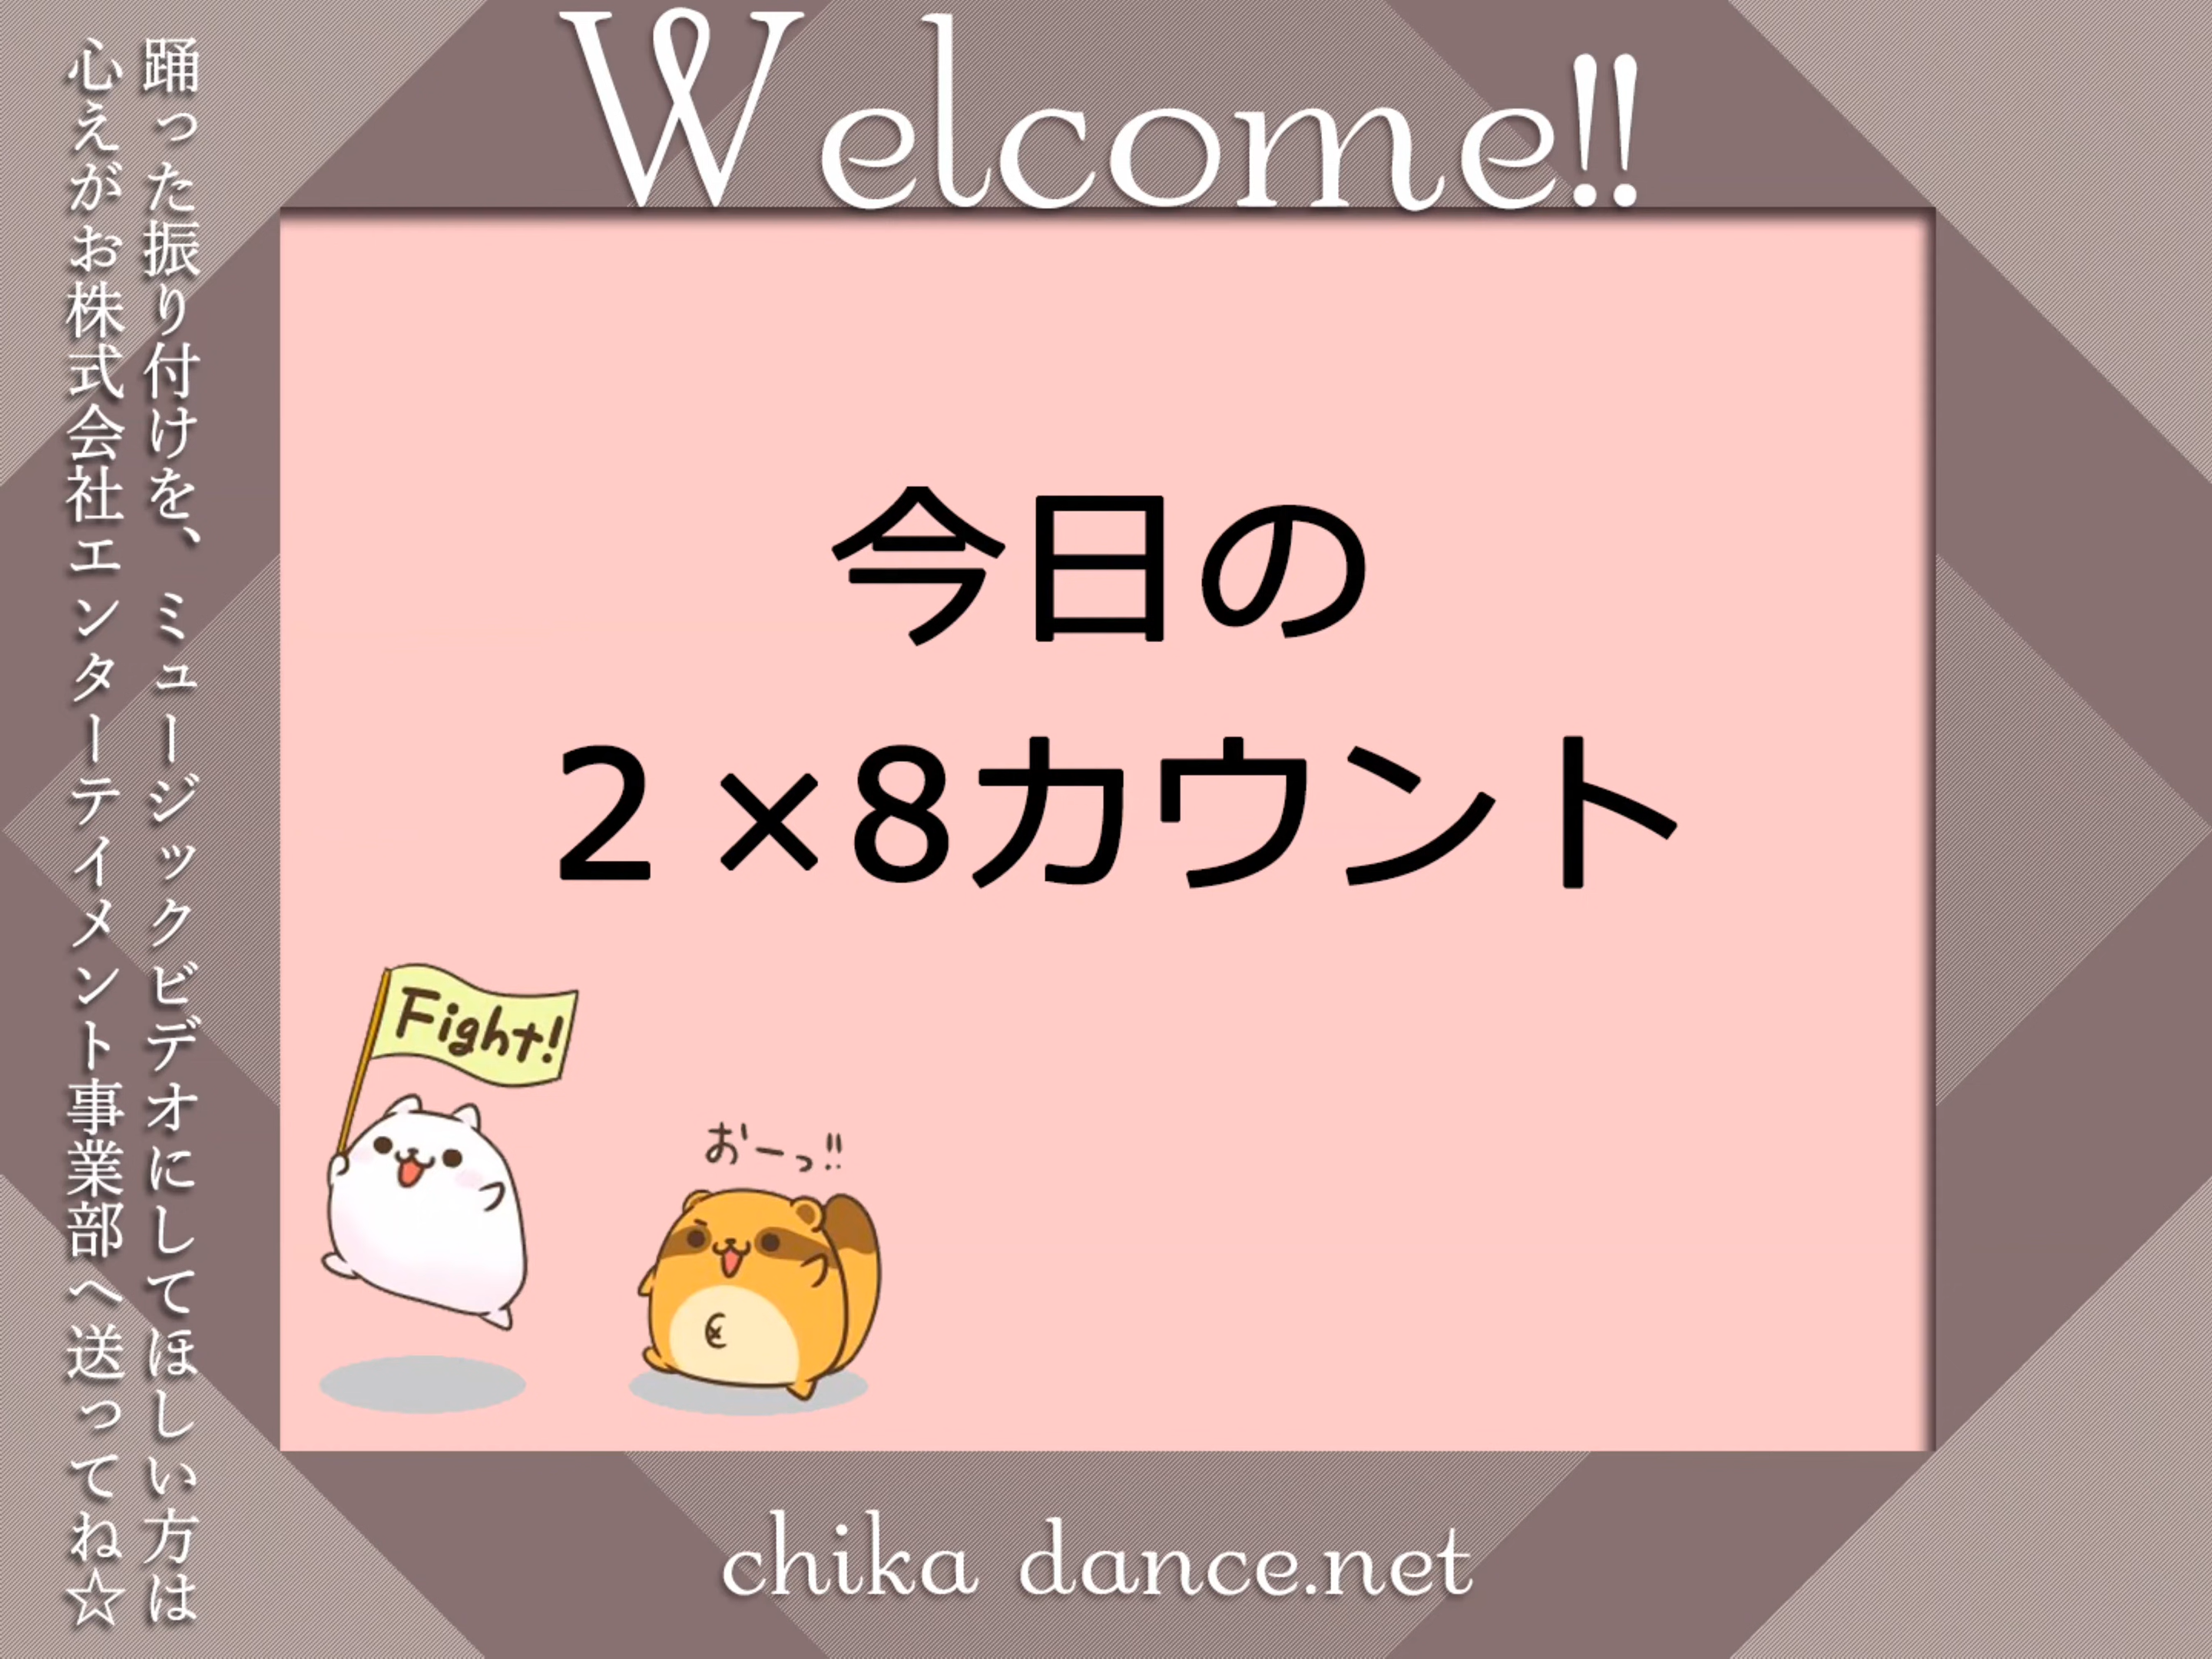 Welcome!!
踊った振り付けを、ミュージックビデオにしてほしい方は
心えがお株式会社エンターテイメント事業部へ送ってね☆
今日の
２×8カウント
Fight!
おーっ!!
chika dance.net